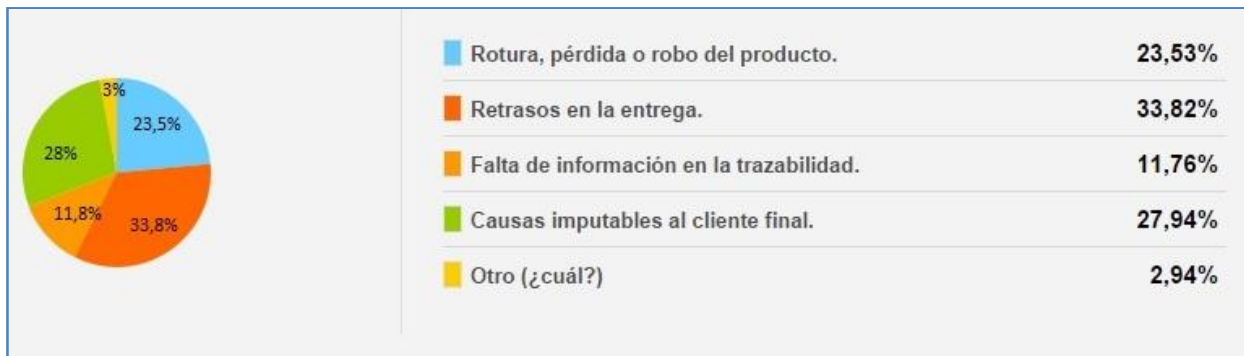 3%
23,5%
28%
11,8%
33,8%
Rotura, pérdida o robo del producto. 23,53%
Retrasos en la entrega. 33,82%
Falta de información en la trazabilidad. 11,76%
Causas imputables al cliente final. 27,94%
Otro (¿cuál?) 2,94%